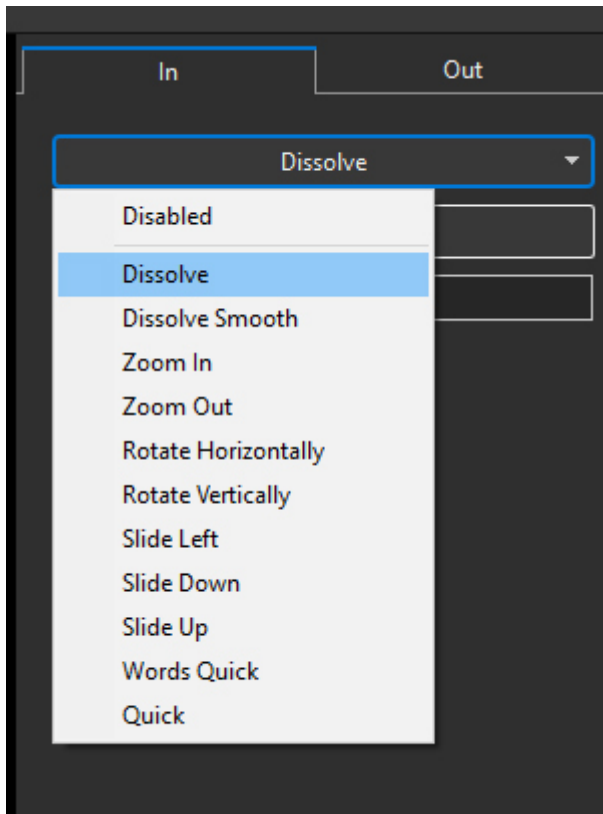 In
Out
Dissolve
Disabled
Dissolve
Dissolve Smooth
Zoom In
Zoom Out
Rotate Horizontally
Rotate Vertically
Slide Left
Slide Down
Slide Up
Words Quick
Quick